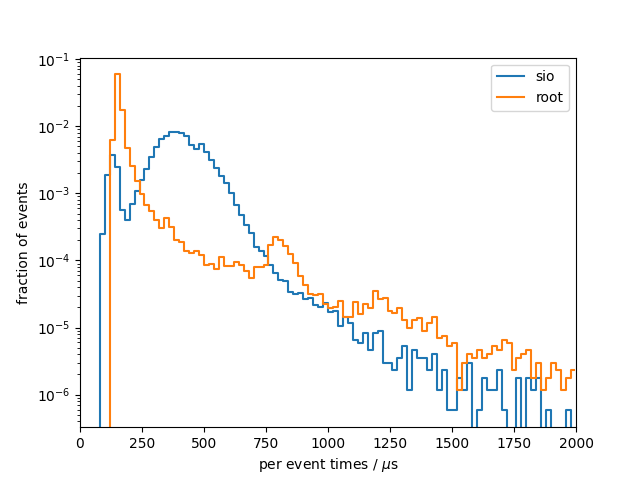 sio
root
10⁻¹
10⁻²
10⁻³
10⁻⁴
10⁻⁵
10⁻⁶
fraction of events
0 250 500 750 1000 1250 1500 1750 2000
per event times / μs